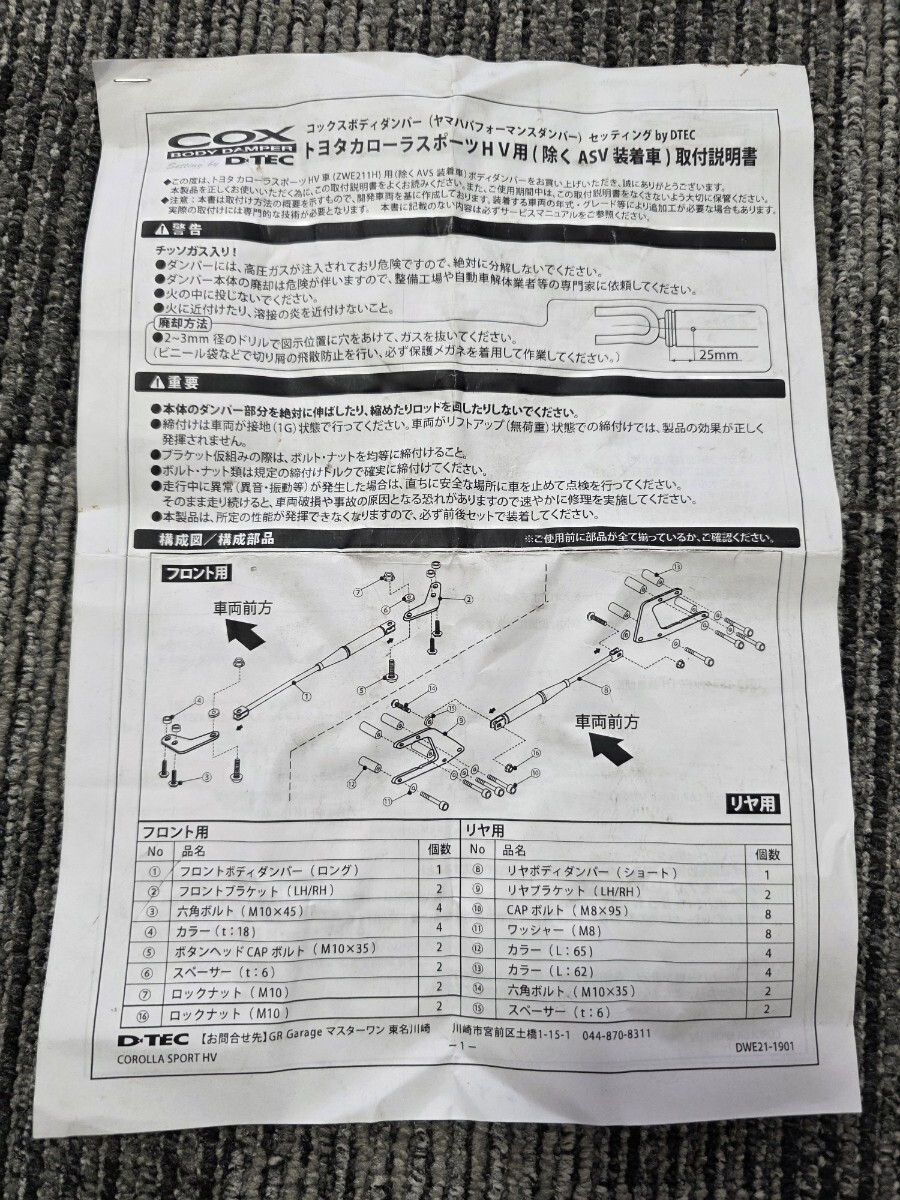 COX
BODY DAMPER
Setting by D-TEC
コックスボディダンパー（ヤマハパフォーマンスダンパー）セッティング by DTEC
トヨタカローラスポーツHV用(除くASV装着車)取付説明書
◆この度は、トヨタ カローラスポーツHV車(ZWE211H)用(除くAVS装着車)ボディダンパーをお買い上げいただき、誠にありがとうございます。
本製品を正しくお使いいただく為に、この取付説明書をよくお読みください。また、ご使用期間中は、この取付説明書をなくさないよう大切に保管ください。
◆注意：本書は取付け方法の概要を示すもので、開発車両を基に作成しております。装着する車両の年式・グレード等により追加工が必要な場合もあります。
実際の取付けには専門的な技術が必要となります。 本書に記載のない内容は必ずサービスマニュアルをご参照ください。
警告
チッソガス入り！
●ダンパーには、高圧ガスが注入されており危険ですので、絶対に分解しないでください。
●ダンパー本体の廃却は危険が伴いますので、整備工場や自動車解体業者等の専門家に依頼してください。
●火の中に投じないでください。
●火に近付けたり、溶接の炎を近付けないこと。
廃却方法
●2~3mm径のドリルで図示位置に穴をあけて、ガスを抜いてください。
(ビニール袋などで切り屑の飛散防止を行い、必ず保護メガネを着用して作業してください。)
25mm
重要
●本体のダンパー部分を絶対に伸ばしたり、縮めたりロッドを回したりしないでください。
●締付けは車両が接地(1G)状態で行ってください。車両がリフトアップ(無荷重)状態での締付けでは、製品の効果が正しく
発揮されません。
●ブラケット仮組みの際は、ボルト・ナットを均等に締付けること。
●ボルト・ナット類は規定の締付けトルクで確実に締付けてください。
●走行中に異常(異音・振動等)が発生した場合は、直ちに安全な場所に車を止めて点検を行ってください。
そのまま走り続けると、車両破損や事故の原因となる恐れがありますので速やかに修理を実施してください。
●本製品は、所定の性能が発揮できなくなりますので、必ず前後セットで装着してください。
構成図／構成部品 ※ご使用前に部品が全て揃っているか、ご確認ください。
フロント用
車両前方
⑦ ② ⑥ ⑤ ① ④ ③
⑬ ⑧ ⑭ ⑮ ⑨ ⑫ ⑪ ⑯ ⑩
車両前方
リヤ用
フロント用
No 品名 個数
① フロントボディダンパー(ロング) 1
② フロントブラケット(LH/RH) 2
③ 六角ボルト(M10×45) 4
④ カラー(t:18) 4
⑤ ボタンヘッドCAPボルト(M10×35) 2
⑥ スペーサー(t:6) 2
⑦ ロックナット(M10) 2
⑯ ロックナット(M10) 2
リヤ用
No 品名 個数
⑧ リヤボディダンパー(ショート) 1
⑨ リヤブラケット(LH/RH) 2
⑩ CAPボルト(M8×95) 8
⑪ ワッシャー(M8) 8
⑫ カラー(L:65) 4
⑬ カラー(L:62) 4
⑭ 六角ボルト(M10×35) 2
⑮ スペーサー(t:6) 2
D-TEC 【お問合せ先】GR Garage マスターワン 東名川崎 川崎市宮前区土橋1-15-1 044-870-8311
COROLLA SPORT HV
－1－
DWE21-1901